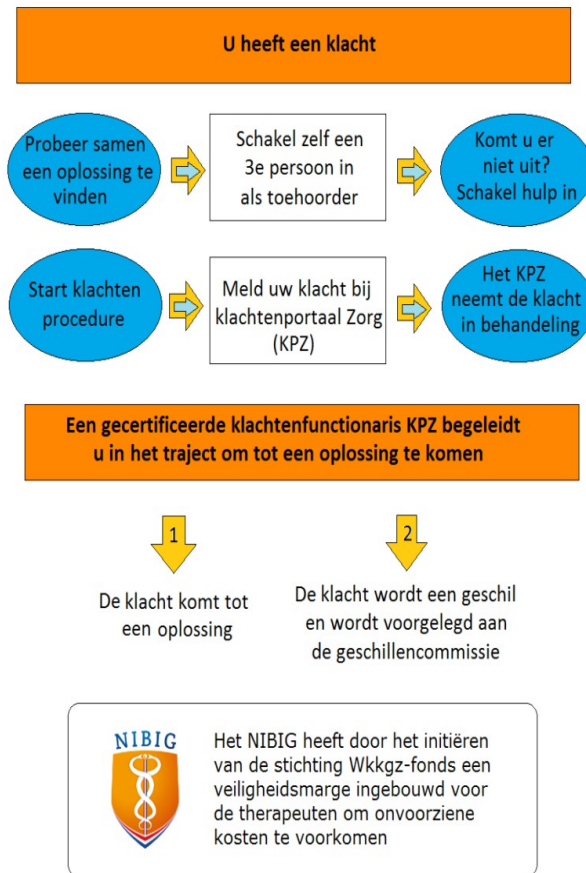 U heeft een klacht
Probeer samen
een oplossing te
vinden
Schakel zelf een
3e persoon in
als toehoorder
Komt u er
niet uit?
Schakel hulp in
Start klachten
procedure
Meld uw klacht bij
klachtenportaal Zorg
(KPZ)
Het KPZ
neemt de klacht
in behandeling
Een gecertificeerde klachtenfunctionaris KPZ begeleidt
u in het traject om tot een oplossing te komen
1
De klacht komt tot
een oplossing
2
De klacht wordt een geschil
en wordt voorgelegd aan
de geschillencommissie
NIBIG
Het NIBIG heeft door het initiëren
van de stichting Wkkgz-fonds een
veiligheidsmarge ingebouwd voor
de therapeuten om onvoorziene
kosten te voorkomen